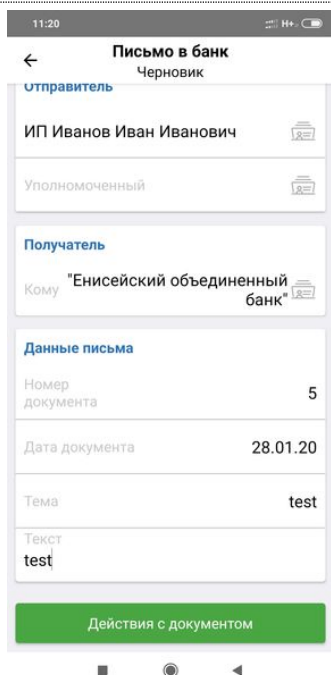 11:20
H+
Письмо в банк
Черновик
Отправитель
ИП Иванов Иван Иванович
Уполномоченный
Получатель
Кому "Енисейский объединенный
банк"
Данные письма
Номер
документа
5
Дата документа 28.01.20
Тема test
Текст
test
Действия с документом